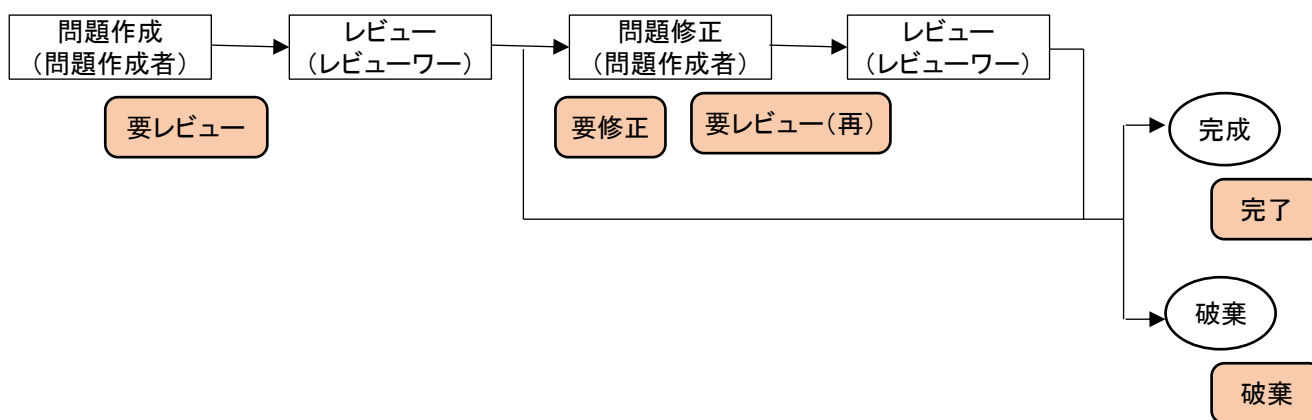 問題作成
(問題作成者)
レビュー
(レビューワー)
問題修正
(問題作成者)
レビュー
(レビューワー)
要レビュー
要修正
要レビュー(再)
完成
完了
破棄
破棄